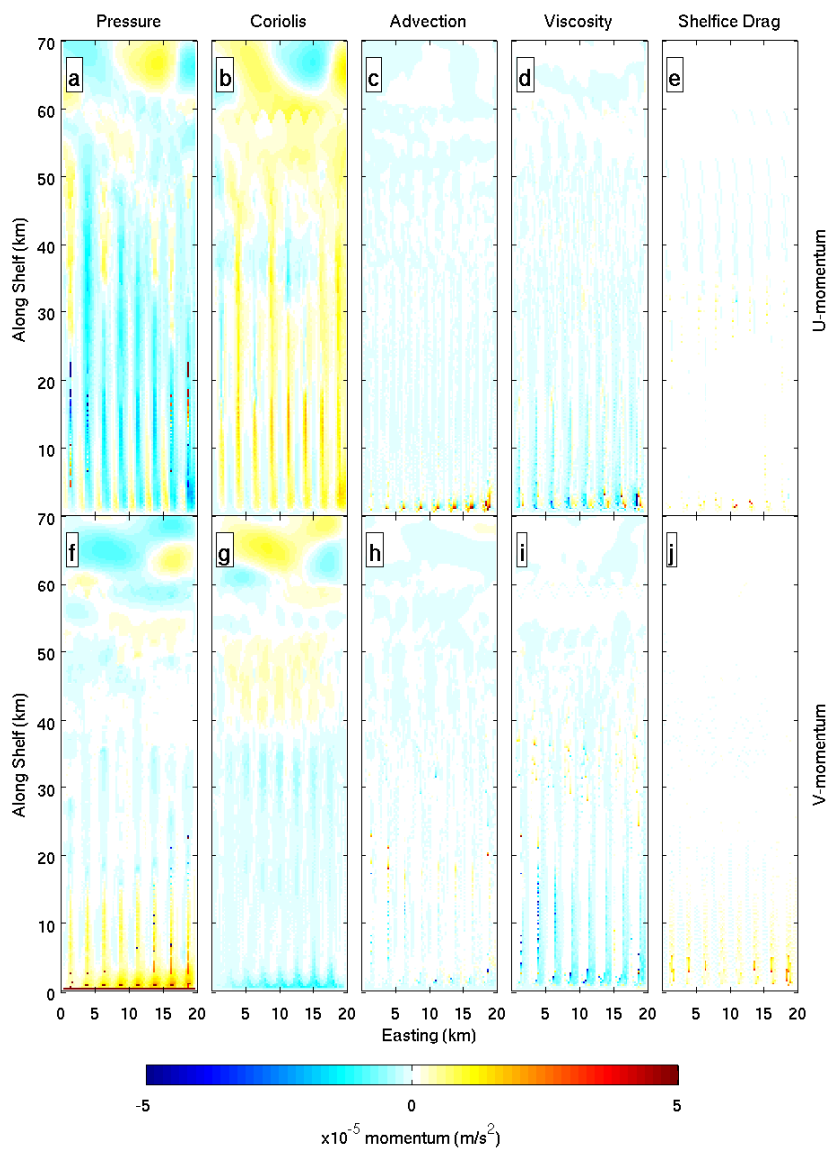 Pressure Coriolis Advection Viscosity Shelfice Drag
70
a b c d e
60
50
40
30
20
10
Along Shelf (km)
U-momentum
70
f g h i j
60
50
40
30
20
10
0
Along Shelf (km)
V-momentum
0 5 10 15 20 0 5 10 15 20 0 5 10 15 20 0 5 10 15 20 0 5 10 15 20
Easting (km)
-5 0 5
x10⁻⁵ momentum (m/s²)